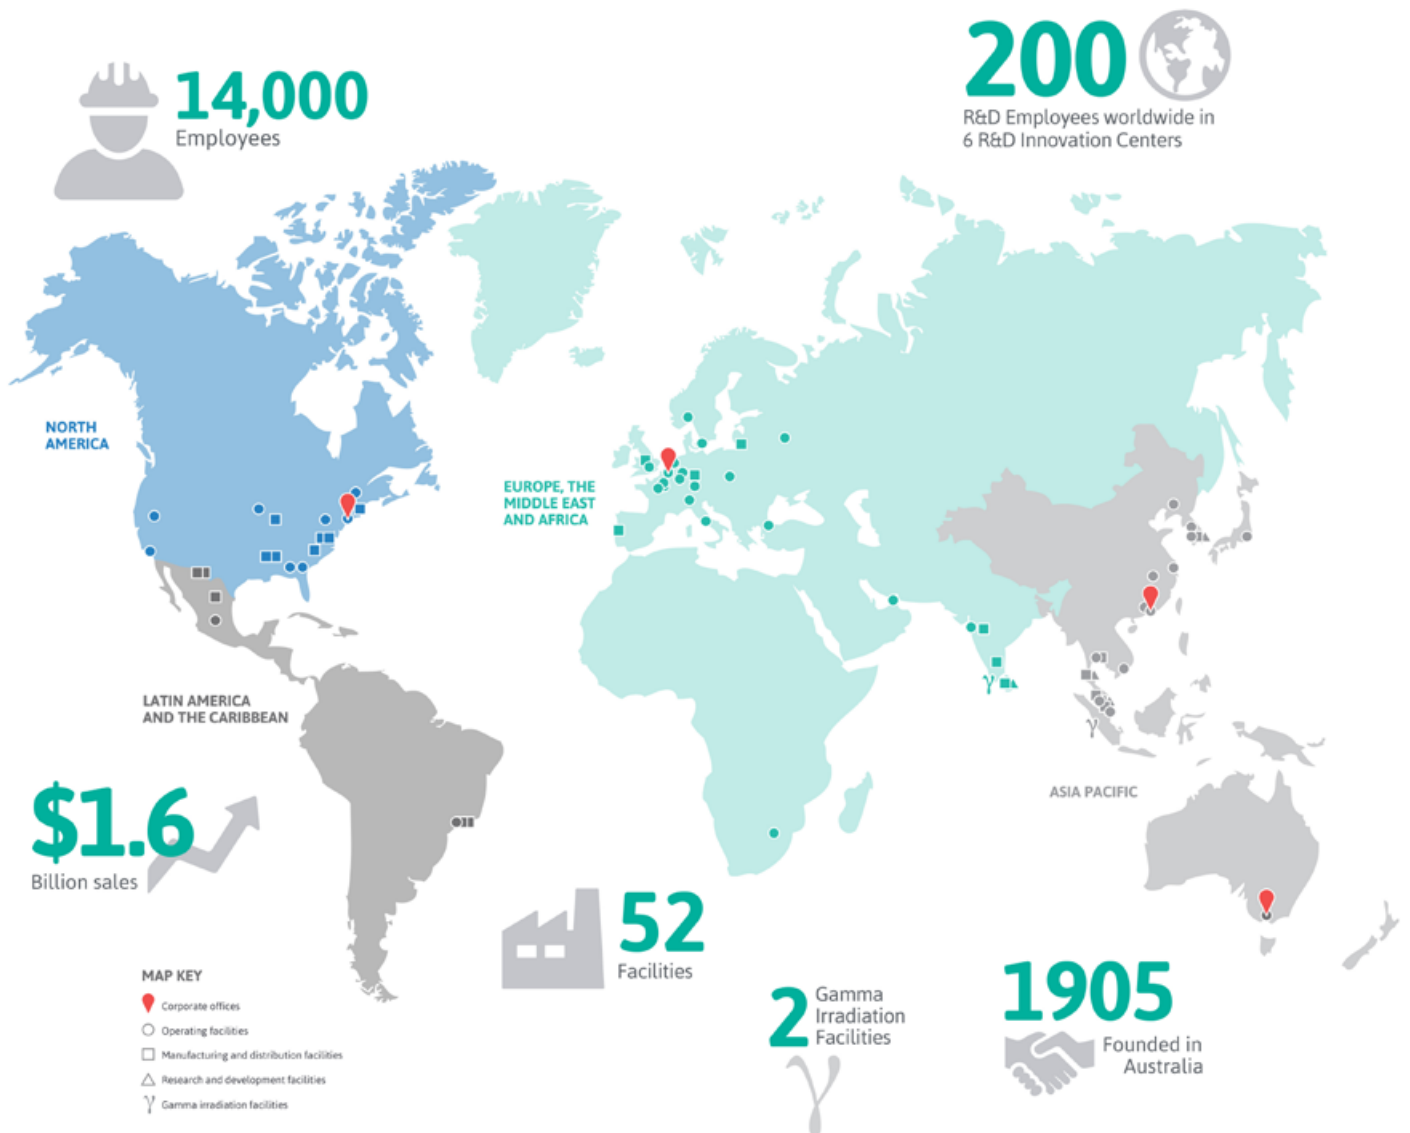 14,000
Employees
200
R&D Employees worldwide in
6 R&D Innovation Centers
NORTH
AMERICA
EUROPE, THE
MIDDLE EAST
AND AFRICA
LATIN AMERICA
AND THE CARIBBEAN
ASIA PACIFIC
$1.6
Billion sales
52
Facilities
2
Gamma
Irradiation
Facilities
1905
Founded in
Australia
MAP KEY
Corporate offices
Operating facilities
Manufacturing and distribution facilities
Research and development facilities
γ Gamma irradiation facilities
γ
γ
γ